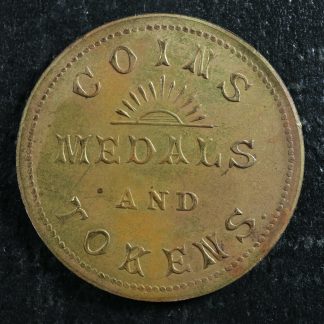 COINS
MEDALS
AND
TOKENS.